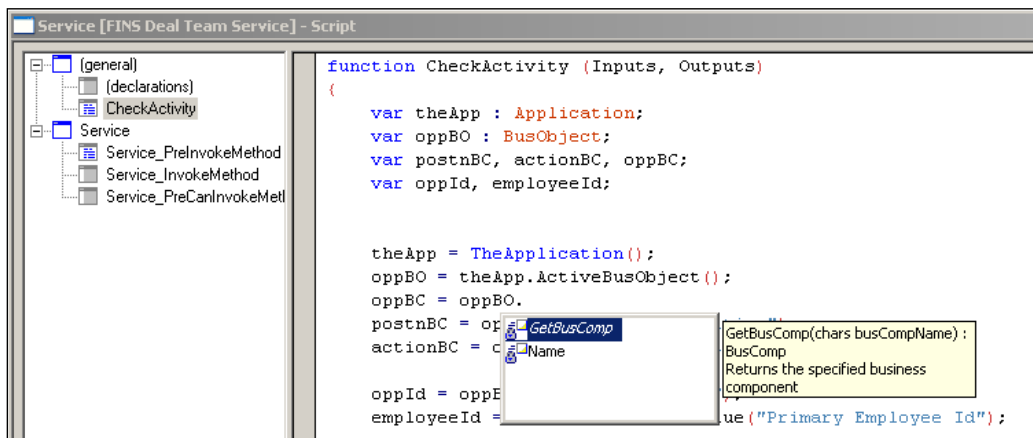 Service [FINS Deal Team Service] - Script
(general)
(declarations)
CheckActivity
Service
Service_PreInvokeMethod
Service_InvokeMethod
Service_PreCanInvokeMetl
function CheckActivity (Inputs, Outputs)
{
var theApp : Application;
var oppBO : BusObject;
var postnBC, actionBC, oppBC;
var oppId, employeeId;
theApp = TheApplication();
oppBO = theApp.ActiveBusObject();
oppBC = oppBO.
postnBC = op
actionBC = c
oppId = oppB
employeeId = ue("Primary Employee Id");
GetBusComp
Name
GetBusComp(chars busCompName) :
BusComp
Returns the specified business
component